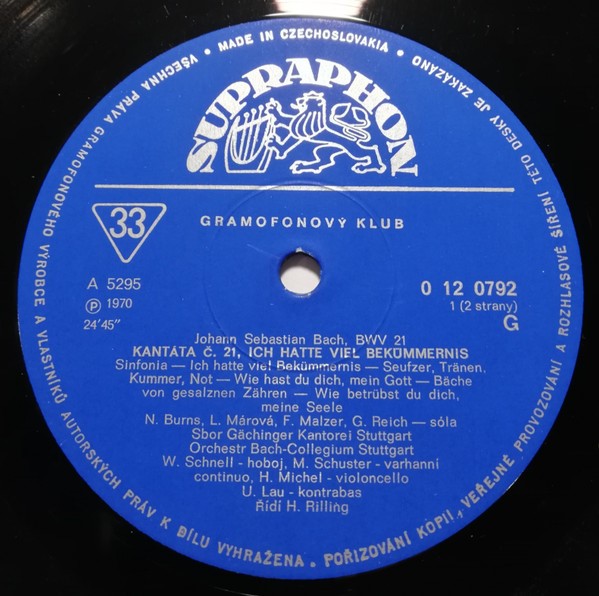 VŠECHNA PRÁVA GRAMOFONOVÉHO VÝROBCE A VLASTNÍKŮ AUTORSKÝCH PRÁV K DÍLU VYHRAŽENA • POŘIZOVÁNÍ KOPIÍ, VEŘEJNÉ PROVOZOVÁNÍ A ROZHLASOVÉ ŠÍŘENÍ TÉTO DESKY JE ZAKÁZÁNO • MADE IN CZECHOSLOVAKIA •
SUPRAPHON
33
GRAMOFONOVÝ KLUB
A 5295
Ⓟ 1970
24'45"
0 12 0792
1 (2 strany)
G
Johann Sebastian Bach, BWV 21
KANTÁTA Č. 21, ICH HATTE VIEL BEKÜMMERNIS
Sinfonia — Ich hatte viel Bekümmernis — Seufzer, Tränen,
Kummer, Not — Wie hast du dich, mein Gott — Bäche
von gesalznen Zähren — Wie betrübst du dich,
meine Seele
N. Burns, L. Márová, F. Malzer, G. Reich — sóla
Sbor Gächinger Kantorei Stuttgart
Orchestr Bach-Collegium Stuttgart
W. Schnell - hoboj, M. Schuster - varhanní
continuo, H. Michel - violoncello
U. Lau - kontrabas
Řídí H. Rilling